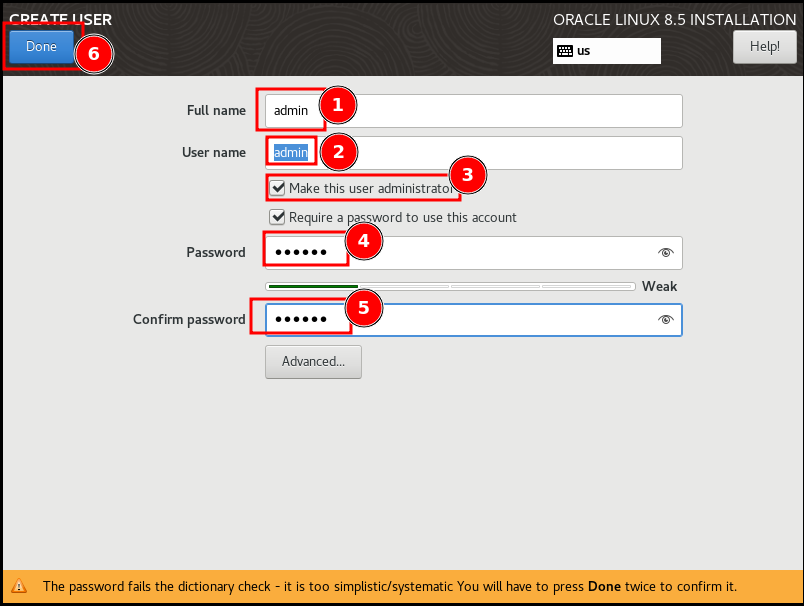 CREATE USER
ORACLE LINUX 8.5 INSTALLATION
Done
6
us
Help!
Full name
admin
1
User name
admin
2
Make this user administrator
3
Require a password to use this account
Password
••••••
4
Weak
Confirm password
••••••
5
Advanced...
The password fails the dictionary check - it is too simplistic/systematic You will have to press Done twice to confirm it.